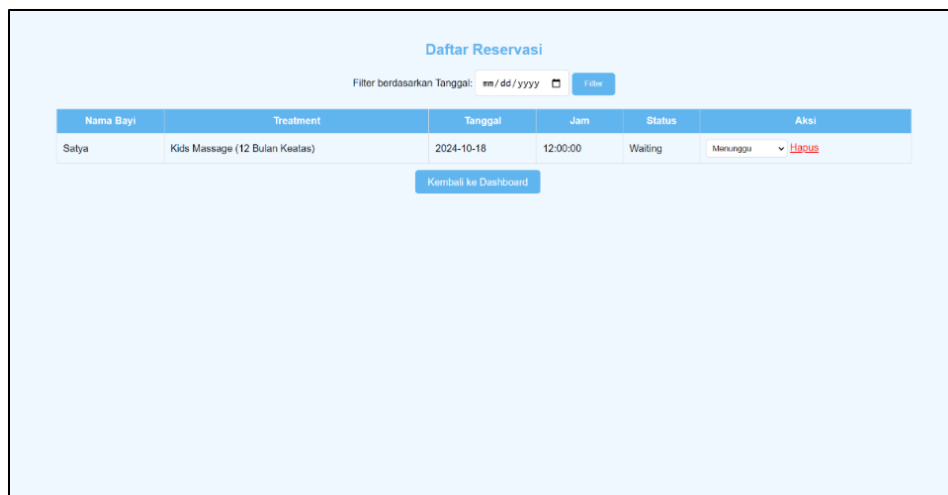 Daftar Reservasi
Filter berdasarkan Tanggal: mm/dd/yyyy Filter
Nama Bayi Treatment Tanggal Jam Status Aksi
Satya Kids Massage (12 Bulan Keatas) 2024-10-18 12:00:00 Waiting Menunggu Hapus
Kembali ke Dashboard